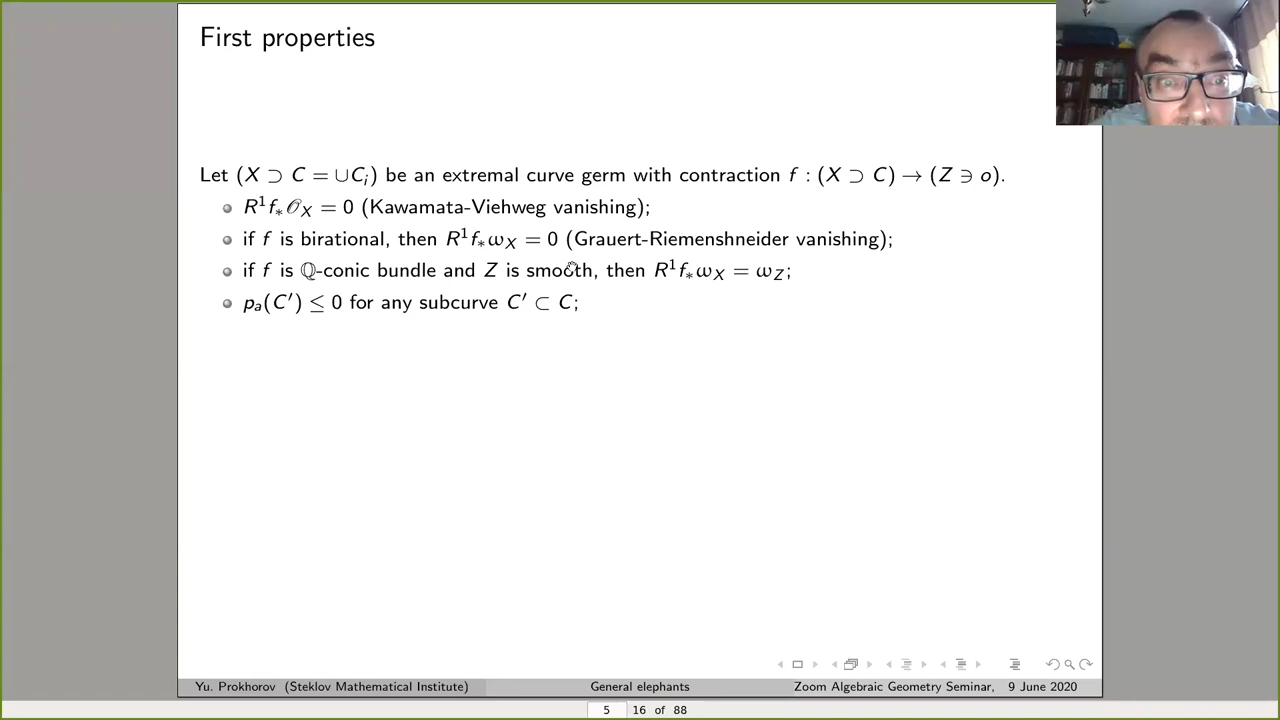 First properties
Let (X ⊃ C = ∪C_i) be an extremal curve germ with contraction f : (X ⊃ C) → (Z ∋ o).
R¹f_*𝒪_X = 0 (Kawamata-Viehweg vanishing);
if f is birational, then R¹f_*ω_X = 0 (Grauert-Riemenshneider vanishing);
if f is ℚ-conic bundle and Z is smooth, then R¹f_*ω_X = ω_Z;
p_a(C′) ≤ 0 for any subcurve C′ ⊂ C;
Yu. Prokhorov (Steklov Mathematical Institute) General elephants Zoom Algebraic Geometry Seminar, 9 June 2020
5 16 of 88